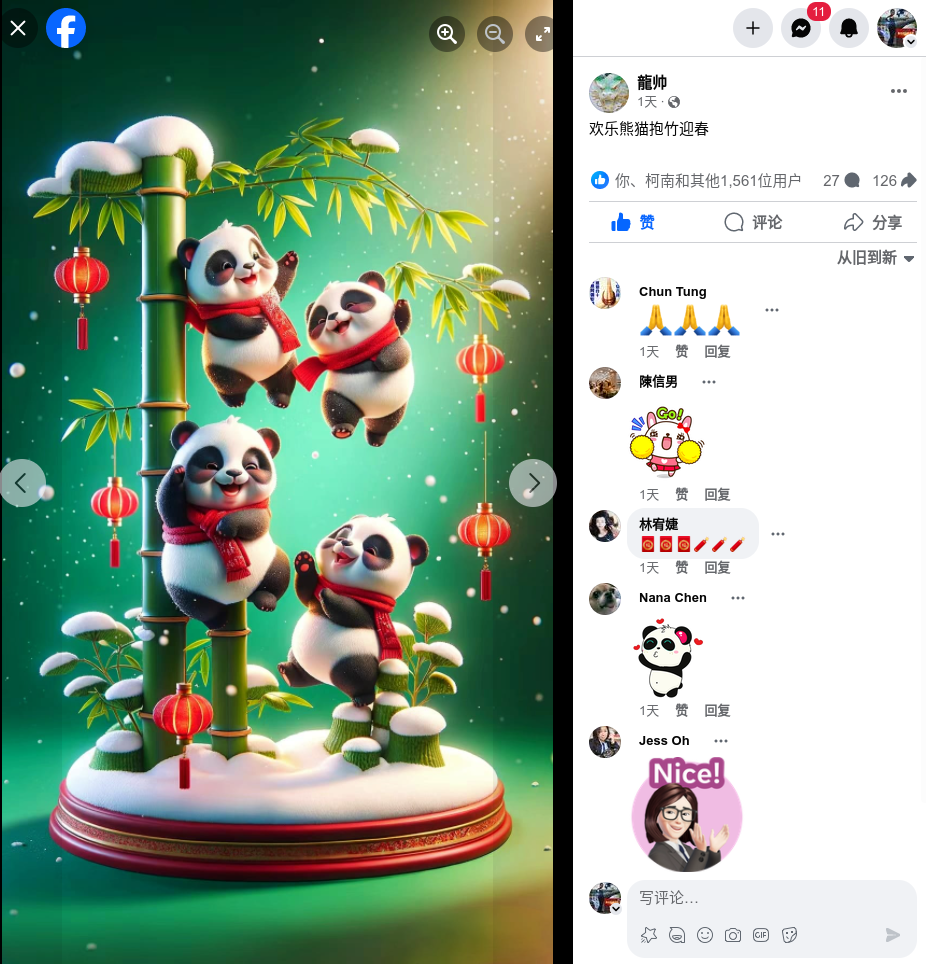 11
龍帅
1天 ·
欢乐熊猫抱竹迎春
你、柯南和其他1,561位用户 27 126
赞 评论 分享
从旧到新
Chun Tung
1天 赞 回复
陳信男
Go!
1天 赞 回复
林宥婕
1天 赞 回复
Nana Chen
1天 赞 回复
Jess Oh
Nice!
写评论…
GIF